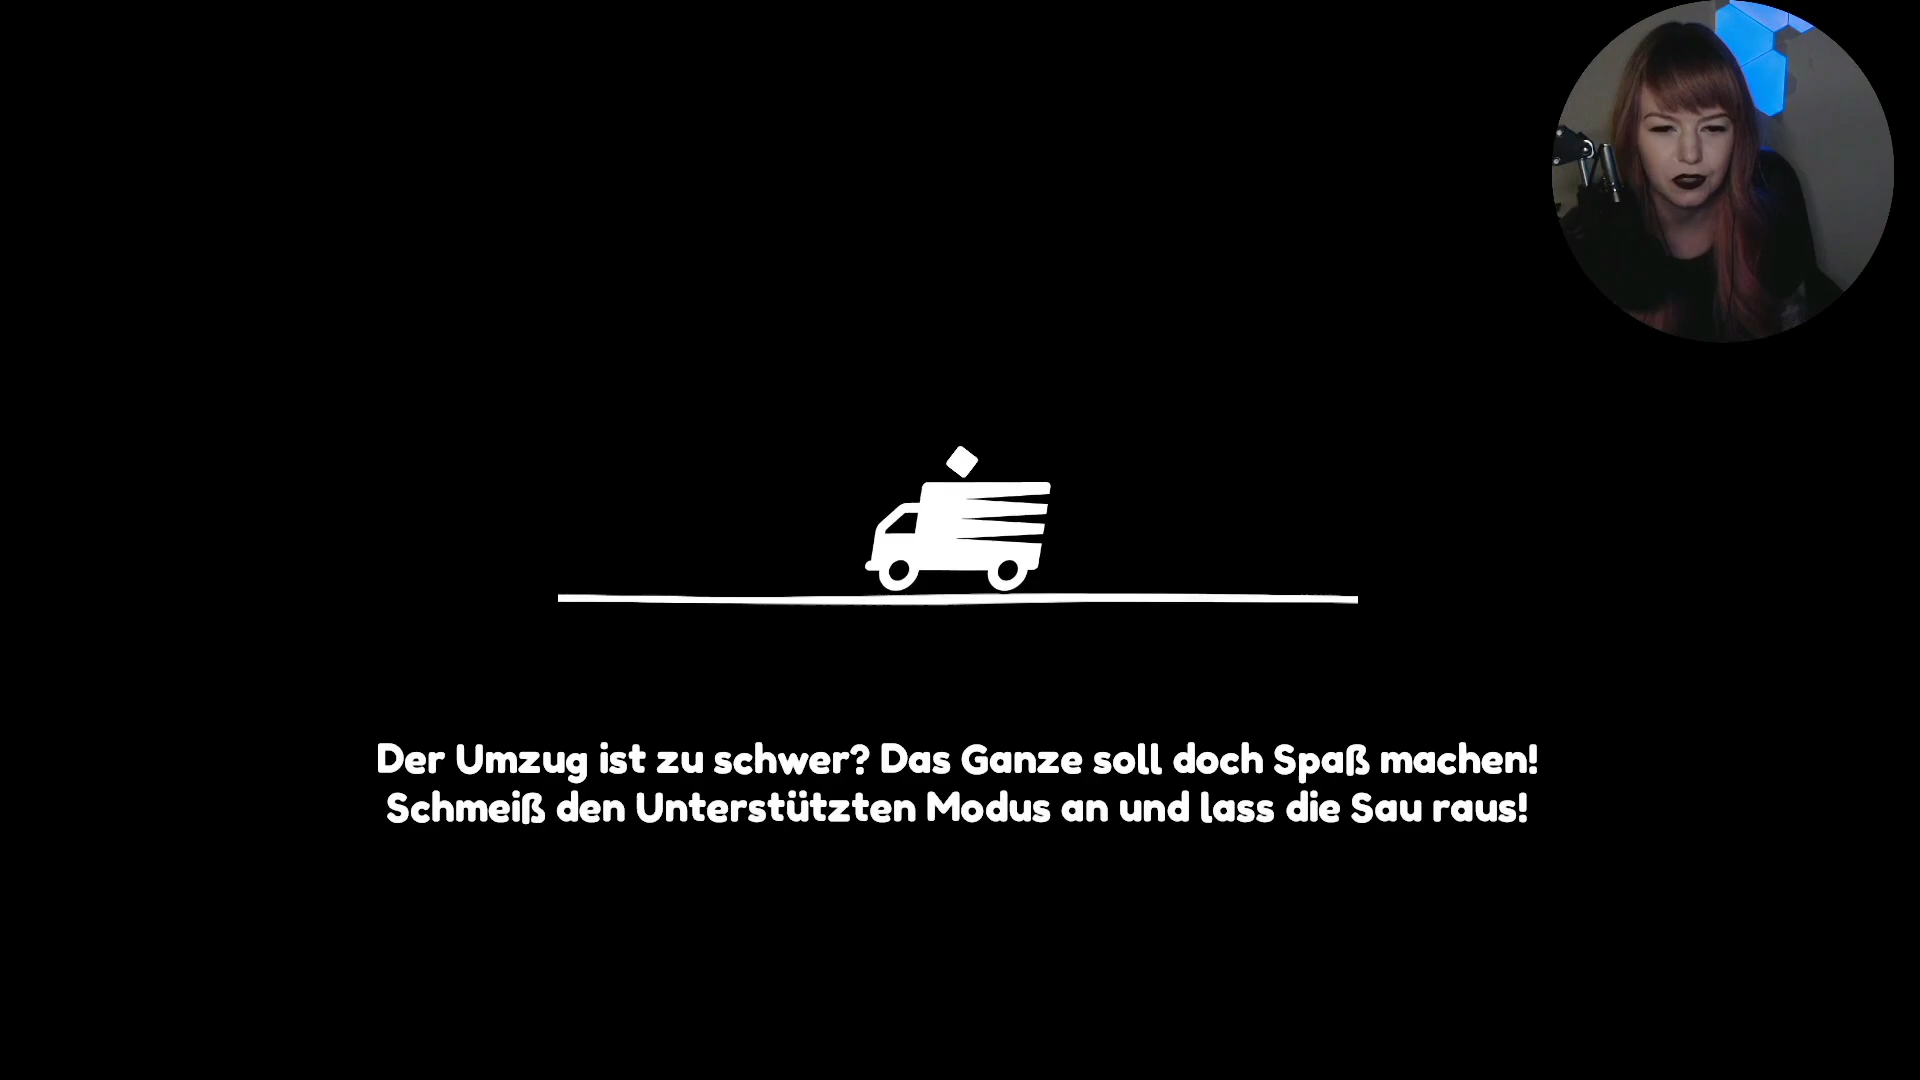 Der Umzug ist zu schwer? Das Ganze soll doch Spaß machen!
Schmeiß den Unterstützten Modus an und lass die Sau raus!